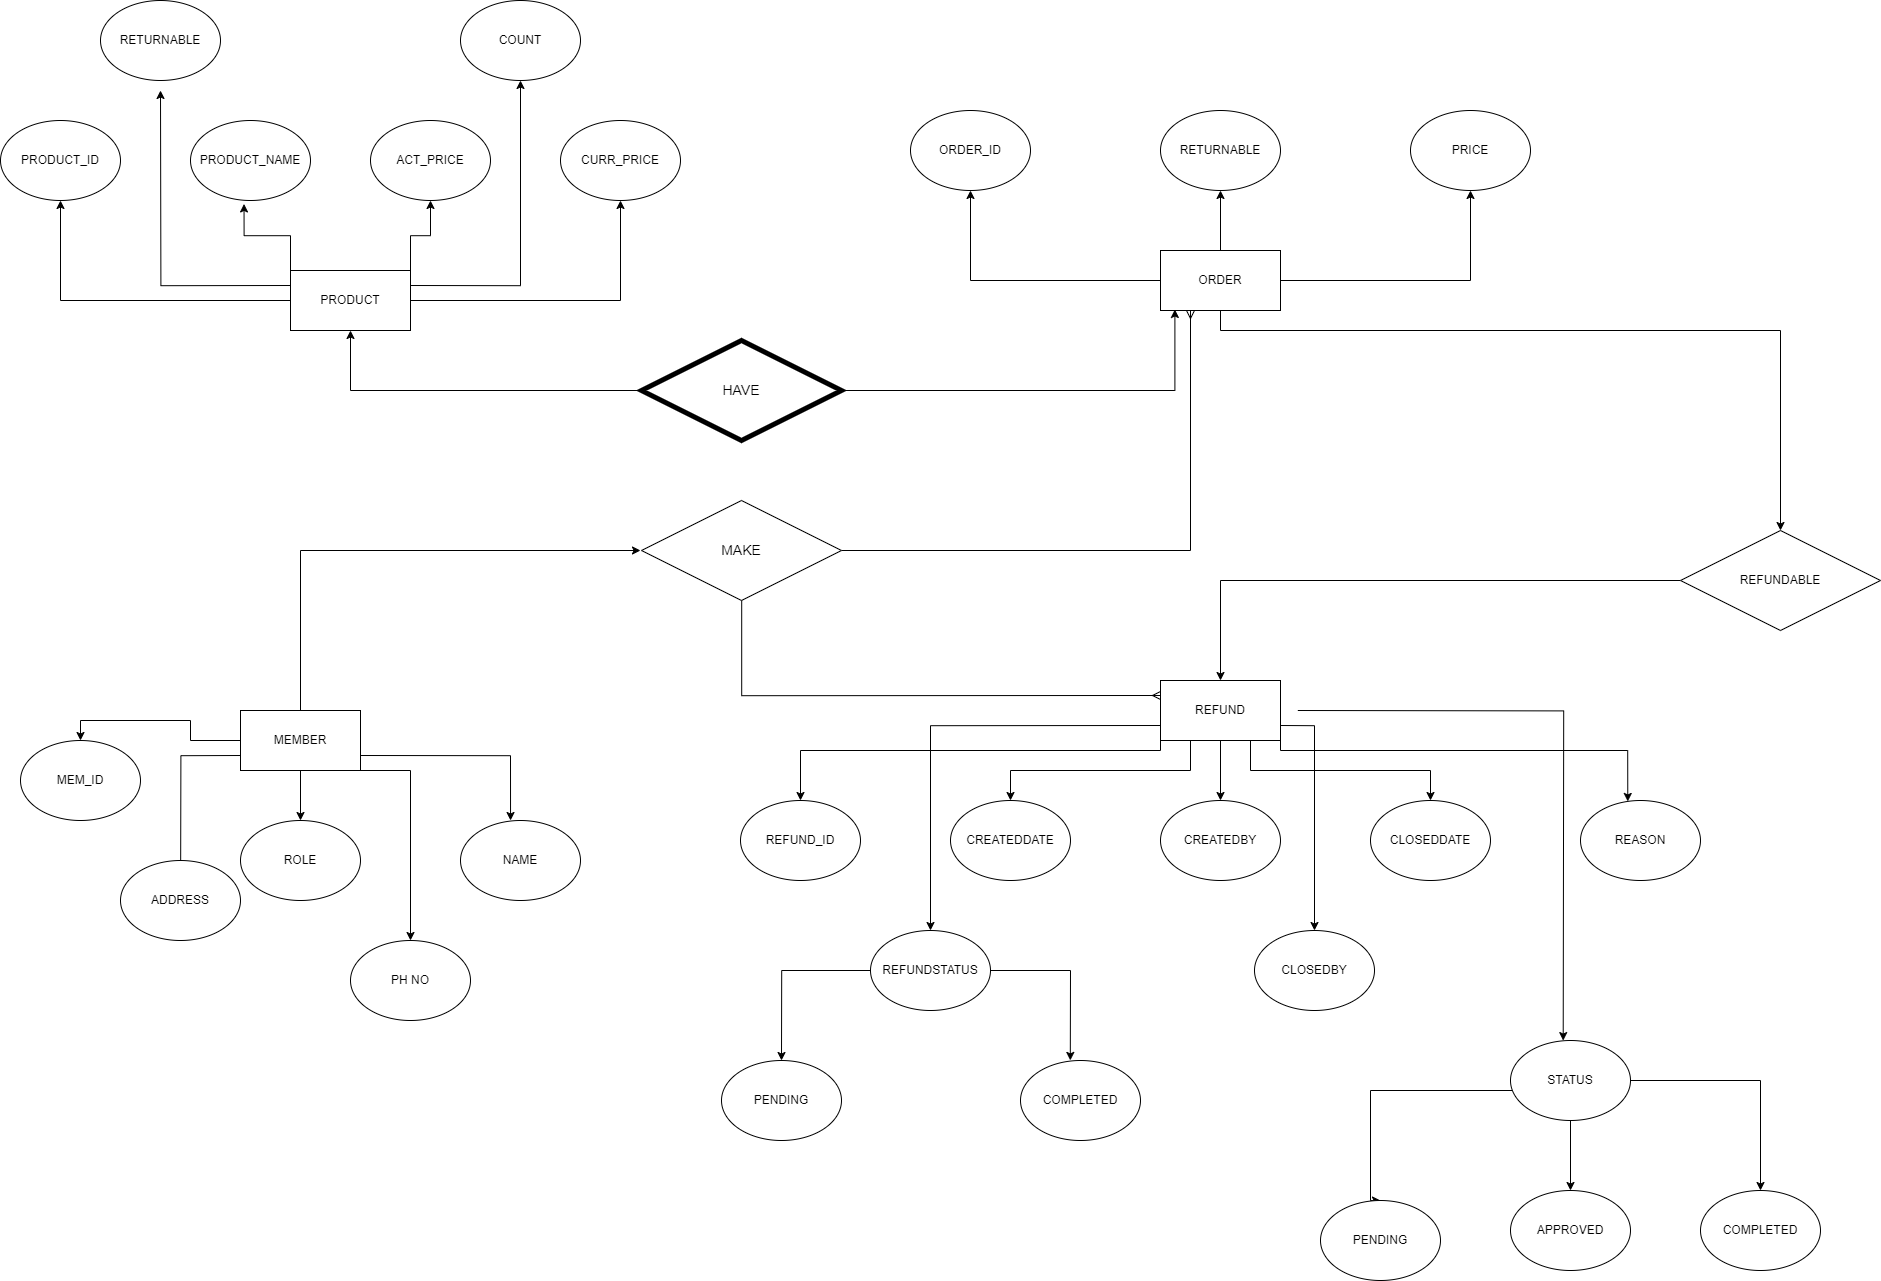 RETURNABLE
COUNT
PRODUCT_ID
PRODUCT_NAME
ACT_PRICE
CURR_PRICE
ORDER_ID
RETURNABLE
PRICE
PRODUCT
ORDER
HAVE
MAKE
REFUNDABLE
MEMBER
REFUND
MEM_ID
ADDRESS
ROLE
NAME
PH NO
REFUND_ID
CREATEDDATE
CREATEDBY
CLOSEDDATE
REASON
REFUNDSTATUS
CLOSEDBY
PENDING
COMPLETED
STATUS
PENDING
APPROVED
COMPLETED